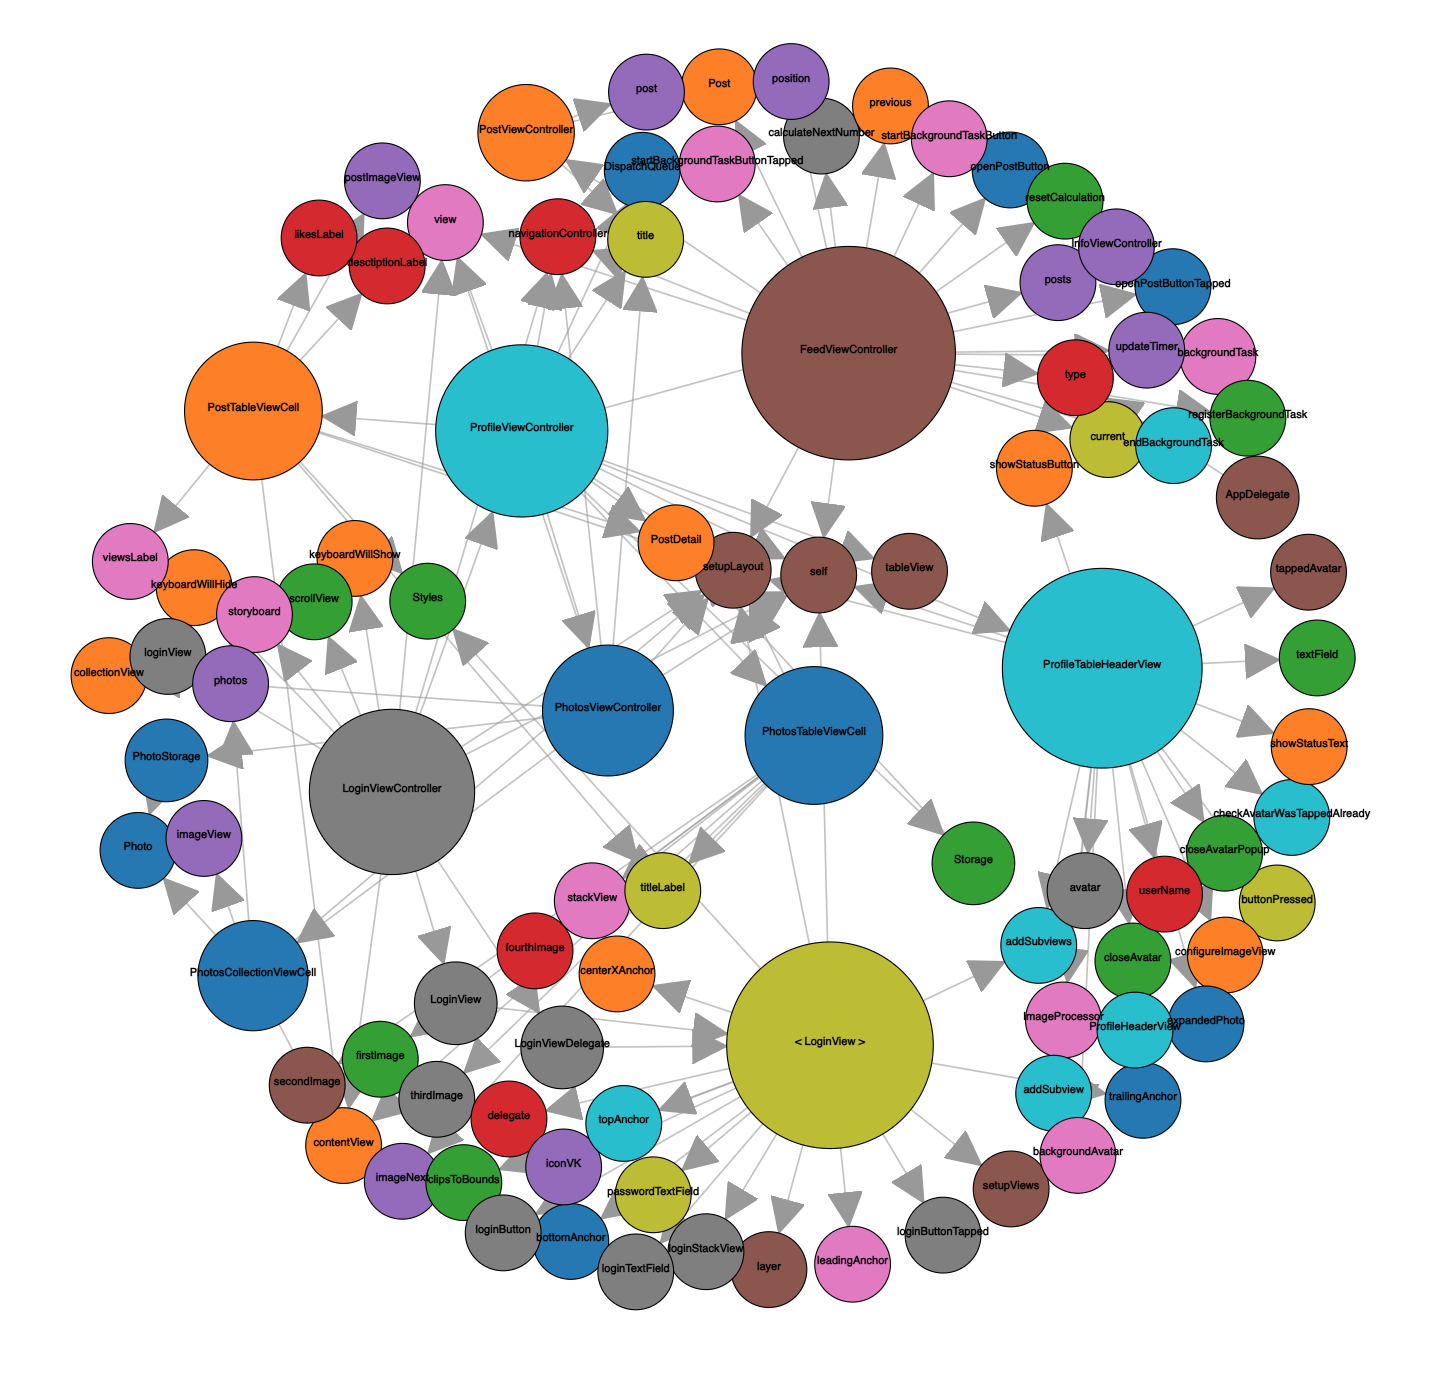 position
Post
post
previous
PostViewController
calculateNextNumber
startBackgroundTaskButton
startBackgroundTaskButtonTapped
DispatchQueue
openPostButton
postImageView
resetCalculation
view
likesLabel
navigationController
title
InfoViewController
desctiptionLabel
posts
openPostButtonTapped
updateTimer
FeedViewController
backgroundTask
type
PostTableViewCell
registerBackgroundTask
ProfileViewController
current
endBackgroundTask
showStatusButton
AppDelegate
PostDetail
keyboardWillShow
viewsLabel
setupLayout
self
tableView
tappedAvatar
keyboardWillHide
scrollView
Styles
storyboard
loginView
textField
ProfileTableHeaderView
collectionView
photos
PhotosViewController
PhotosTableViewCell
showStatusText
PhotoStorage
LoginViewController
checkAvatarWasTappedAlready
imageView
Photo
closeAvatarPopup
Storage
titleLabel
avatar
userName
stackView
buttonPressed
addSubviews
fourthImage
configureImageView
closeAvatar
centerXAnchor
PhotosCollectionViewCell
LoginView
ImageProcessor
expandedPhoto
ProfileHeaderView
< LoginView >
LoginViewDelegate
firstImage
secondImage
addSubview
thirdImage
trailingAnchor
delegate
topAnchor
contentView
backgroundAvatar
iconVK
imageNext
clipsToBounds
setupViews
passwordTextField
loginButton
loginButtonTapped
bottomAnchor
loginStackView
leadingAnchor
layer
loginTextField